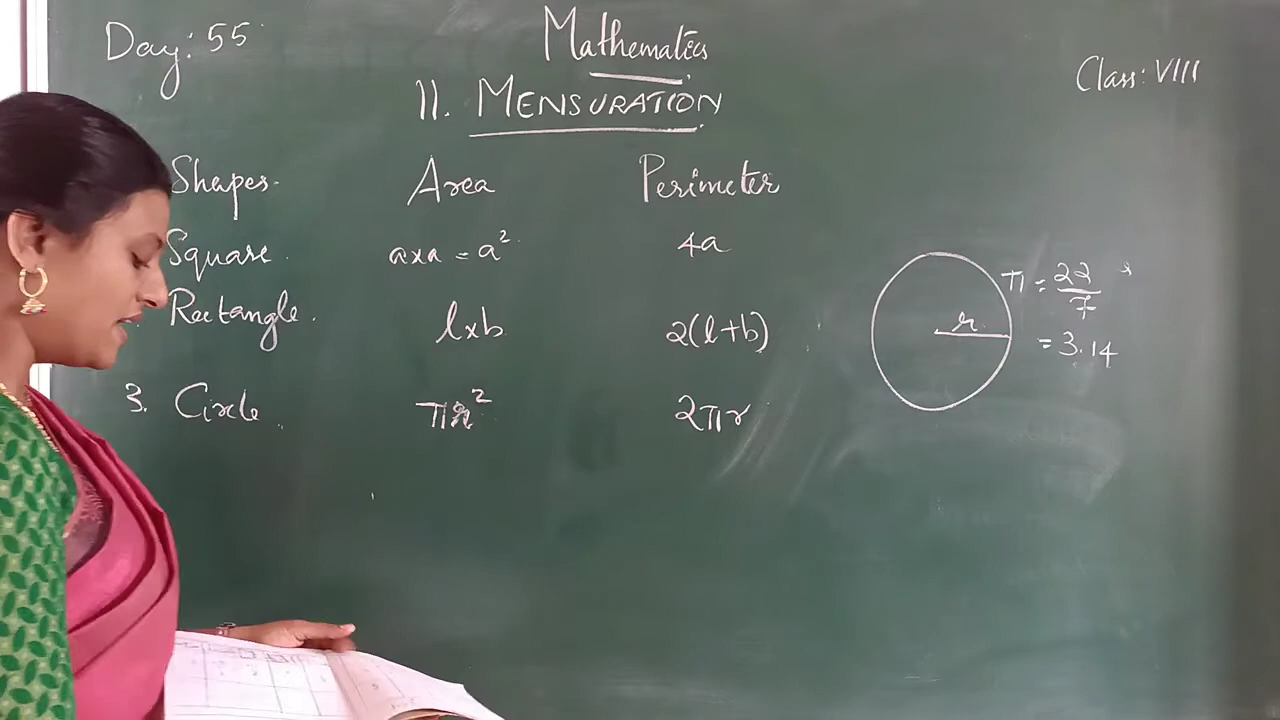 Day: 55
Mathematics
Class: VIII
11. MENSURATION
Shapes Area Perimeter
Square a×a = a² 4a
Rectangle l×b 2(l+b)
3. Circle πr² 2πr
r
π = 22/7
= 3.14